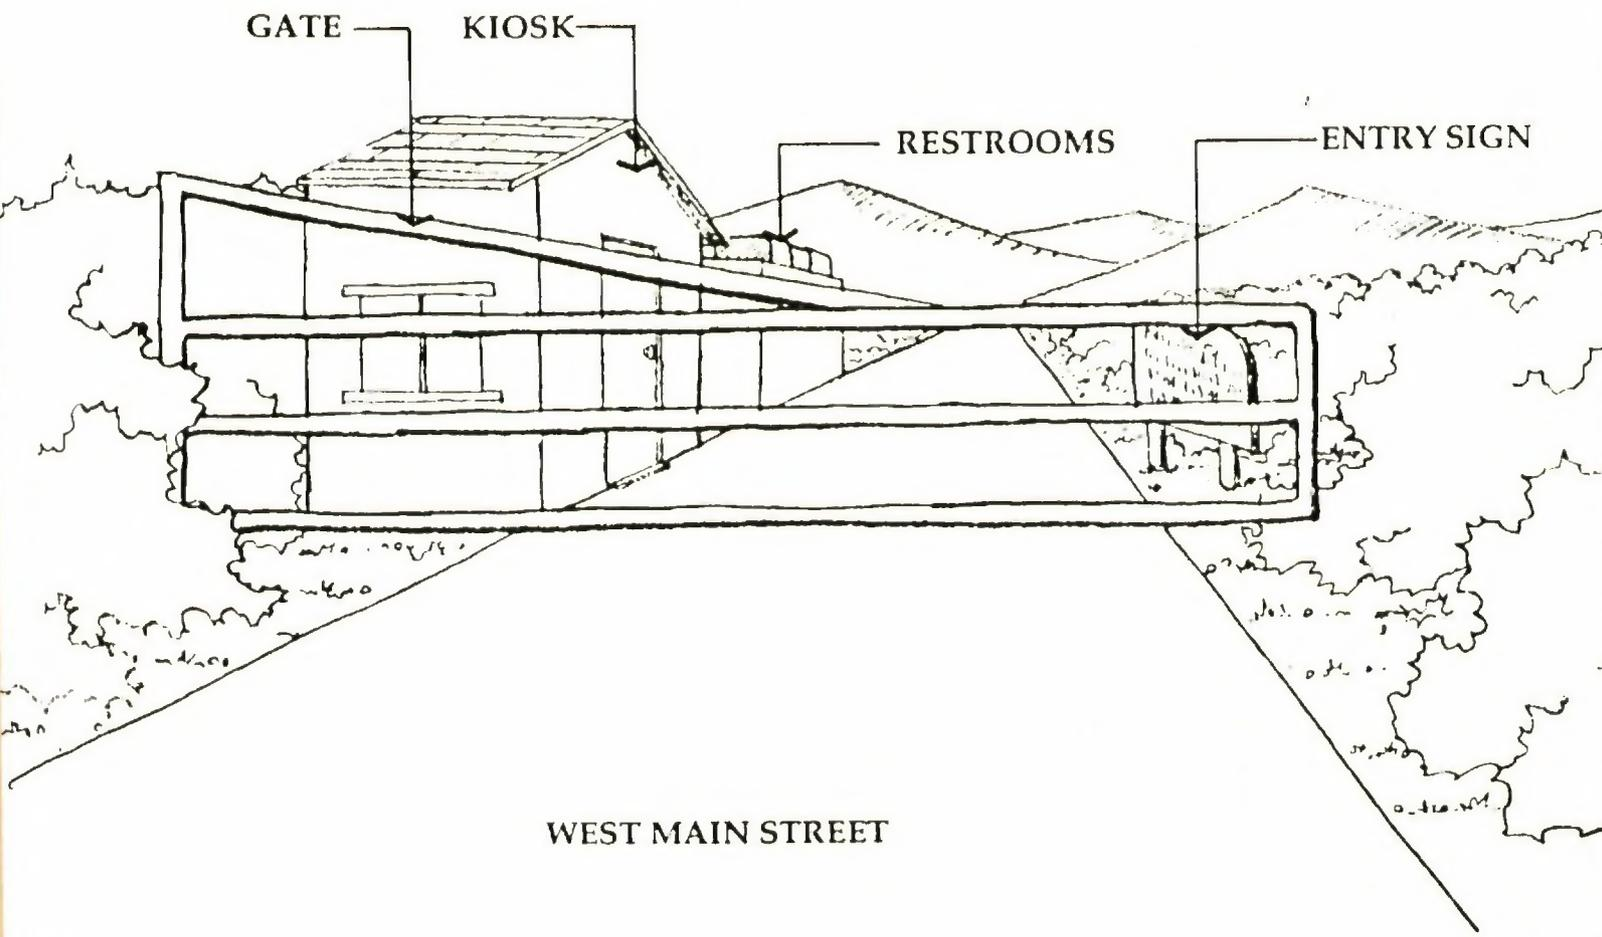 GATE
KIOSK
RESTROOMS
ENTRY SIGN
WEST MAIN STREET